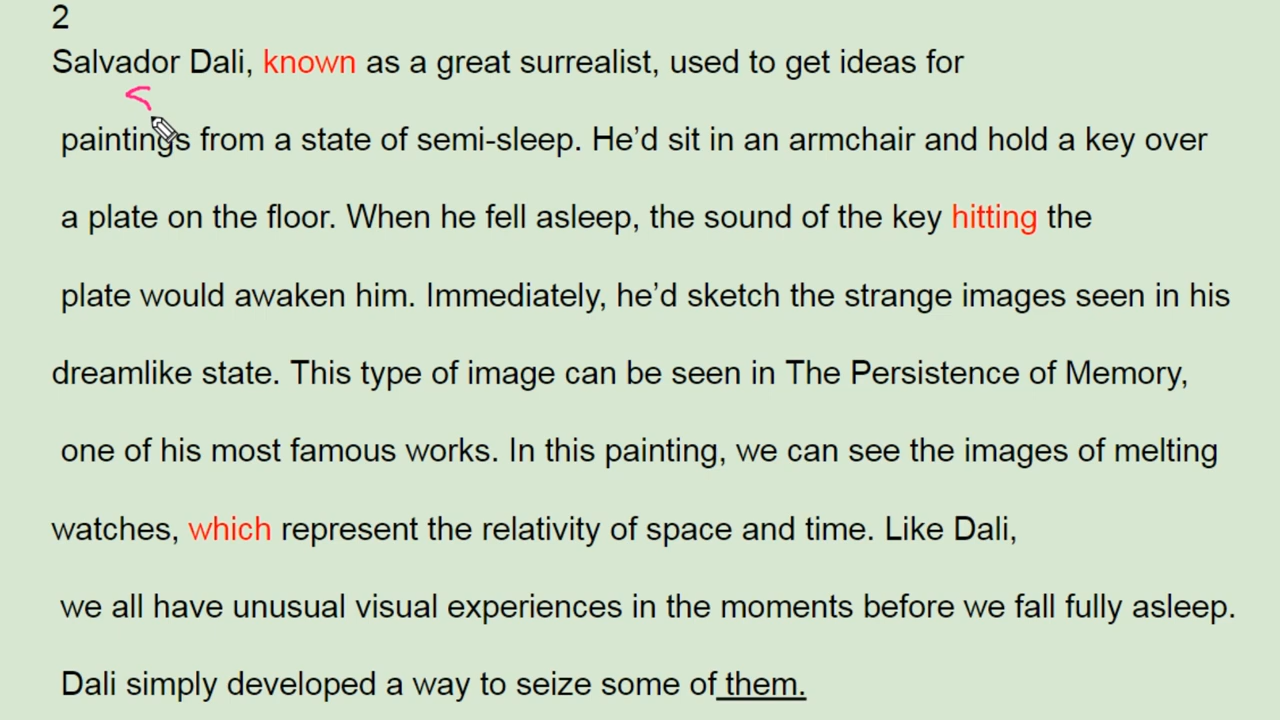 2
Salvador Dali, known as a great surrealist, used to get ideas for
paintings from a state of semi-sleep. He’d sit in an armchair and hold a key over
a plate on the floor. When he fell asleep, the sound of the key hitting the
plate would awaken him. Immediately, he’d sketch the strange images seen in his
dreamlike state. This type of image can be seen in The Persistence of Memory,
one of his most famous works. In this painting, we can see the images of melting
watches, which represent the relativity of space and time. Like Dali,
we all have unusual visual experiences in the moments before we fall fully asleep.
Dali simply developed a way to seize some of them.